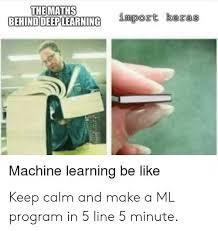 THE MATHS
BEHIND DEEP LEARNING
import keras
Machine learning be like
Keep calm and make a ML
program in 5 line 5 minute.